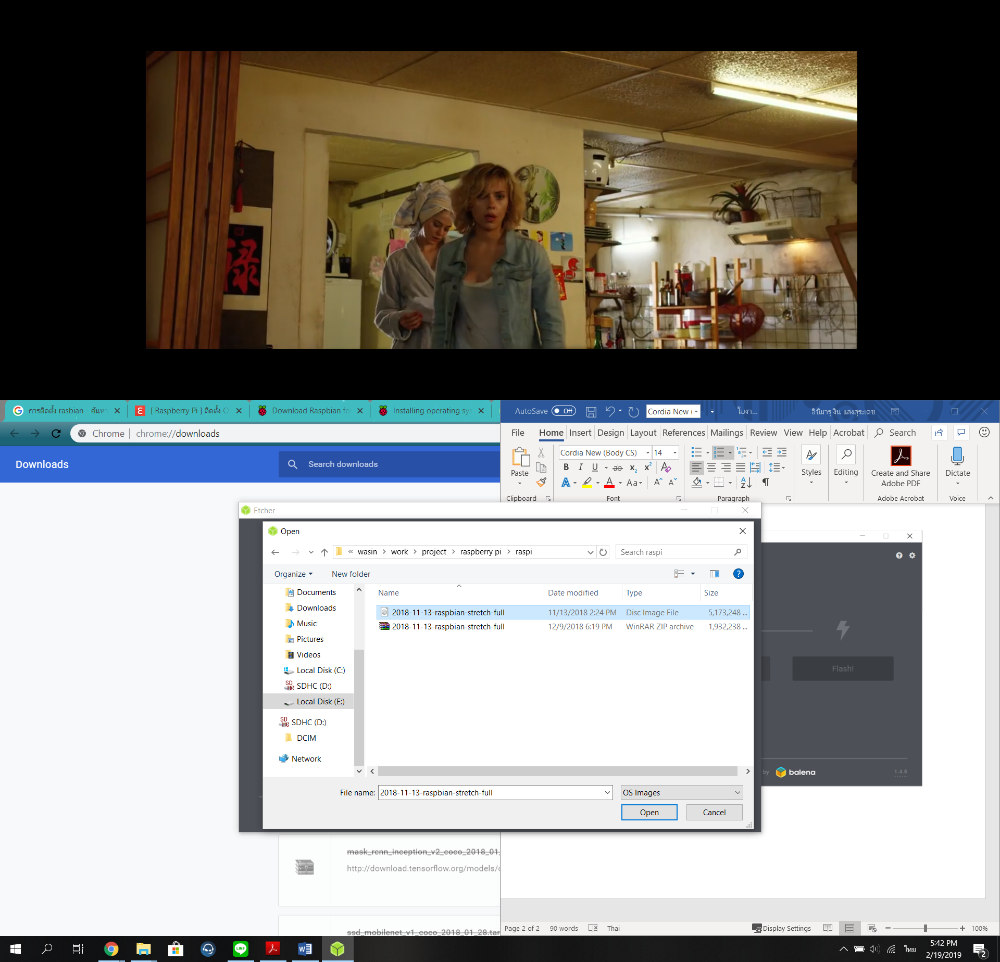 禄
การติดตั้ง rasbian - ค้นหา
[ Raspberry Pi ] ติดตั้ง O
Download Raspbian fo
Installing operating sys
Chrome | chrome://downloads
Downloads
Search downloads
AutoSave Off
Cordia New (
ใบงา...
อิชิมารุ งิน แสงสุระเดช
File Home Insert Design Layout References Mailings Review View Help Acrobat Search
Cordia New (Body CS) 14
Paste
Styles
Editing
Create and Share
Adobe PDF
Dictate
Clipboard
Font
Paragraph
Adobe Acrobat
Voice
Etcher
Open
« wasin > work > project > raspberry pi > raspi
Search raspi
Organize New folder
Name Date modified Type Size
2018-11-13-raspbian-stretch-full 11/13/2018 2:24 PM Disc Image File 5,173,248 ...
2018-11-13-raspbian-stretch-full 12/9/2018 6:19 PM WinRAR ZIP archive 1,932,238 ...
Documents
Downloads
Music
Pictures
Videos
Local Disk (C:)
SDHC (D:)
Local Disk (E:)
SDHC (D:)
DCIM
Network
File name: 2018-11-13-raspbian-stretch-full
OS Images
Open Cancel
Flash!
by balena
1.4.8
mask_rcnn_inception_v2_coco_2018_01_
http://download.tensorflow.org/models/
ssd_mobilenet_v1_coco_2018_01_28.tar
Page 2 of 2 90 words Thai
Display Settings
100%
LINE
ไทย
5:42 PM
2/19/2019
2